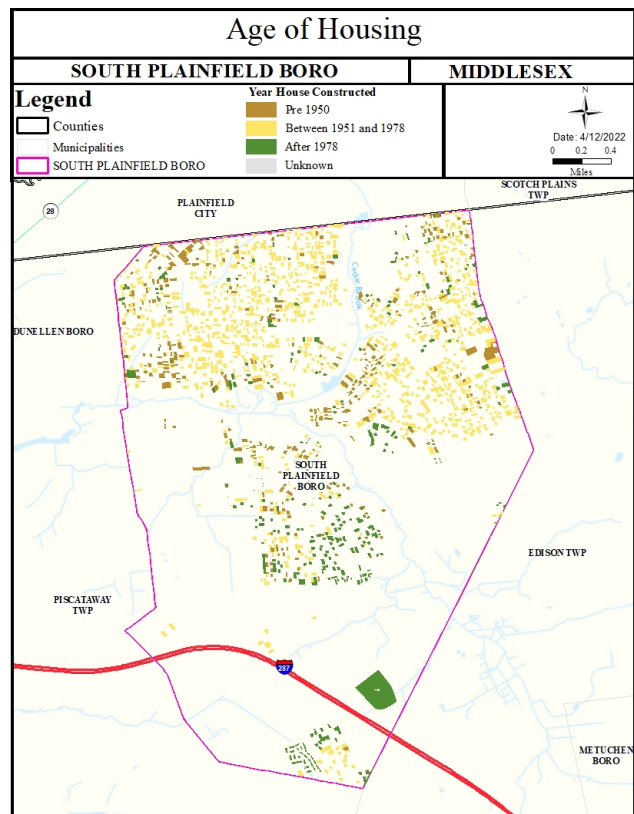 Age of Housing
SOUTH PLAINFIELD BORO
MIDDLESEX
Legend
Counties
Municipalities
SOUTH PLAINFIELD BORO
Year House Constructed
Pre 1950
Between 1951 and 1978
After 1978
Unknown
N
Date: 4/12/2022
0 0.2 0.4
Miles
SCOTCH PLAINS
TWP
PLAINFIELD
CITY
28
DUNELLEN BORO
SOUTH
PLAINFIELD
BORO
EDISON TWP
PISCATAWAY
TWP
287
METUCHEN
BORO